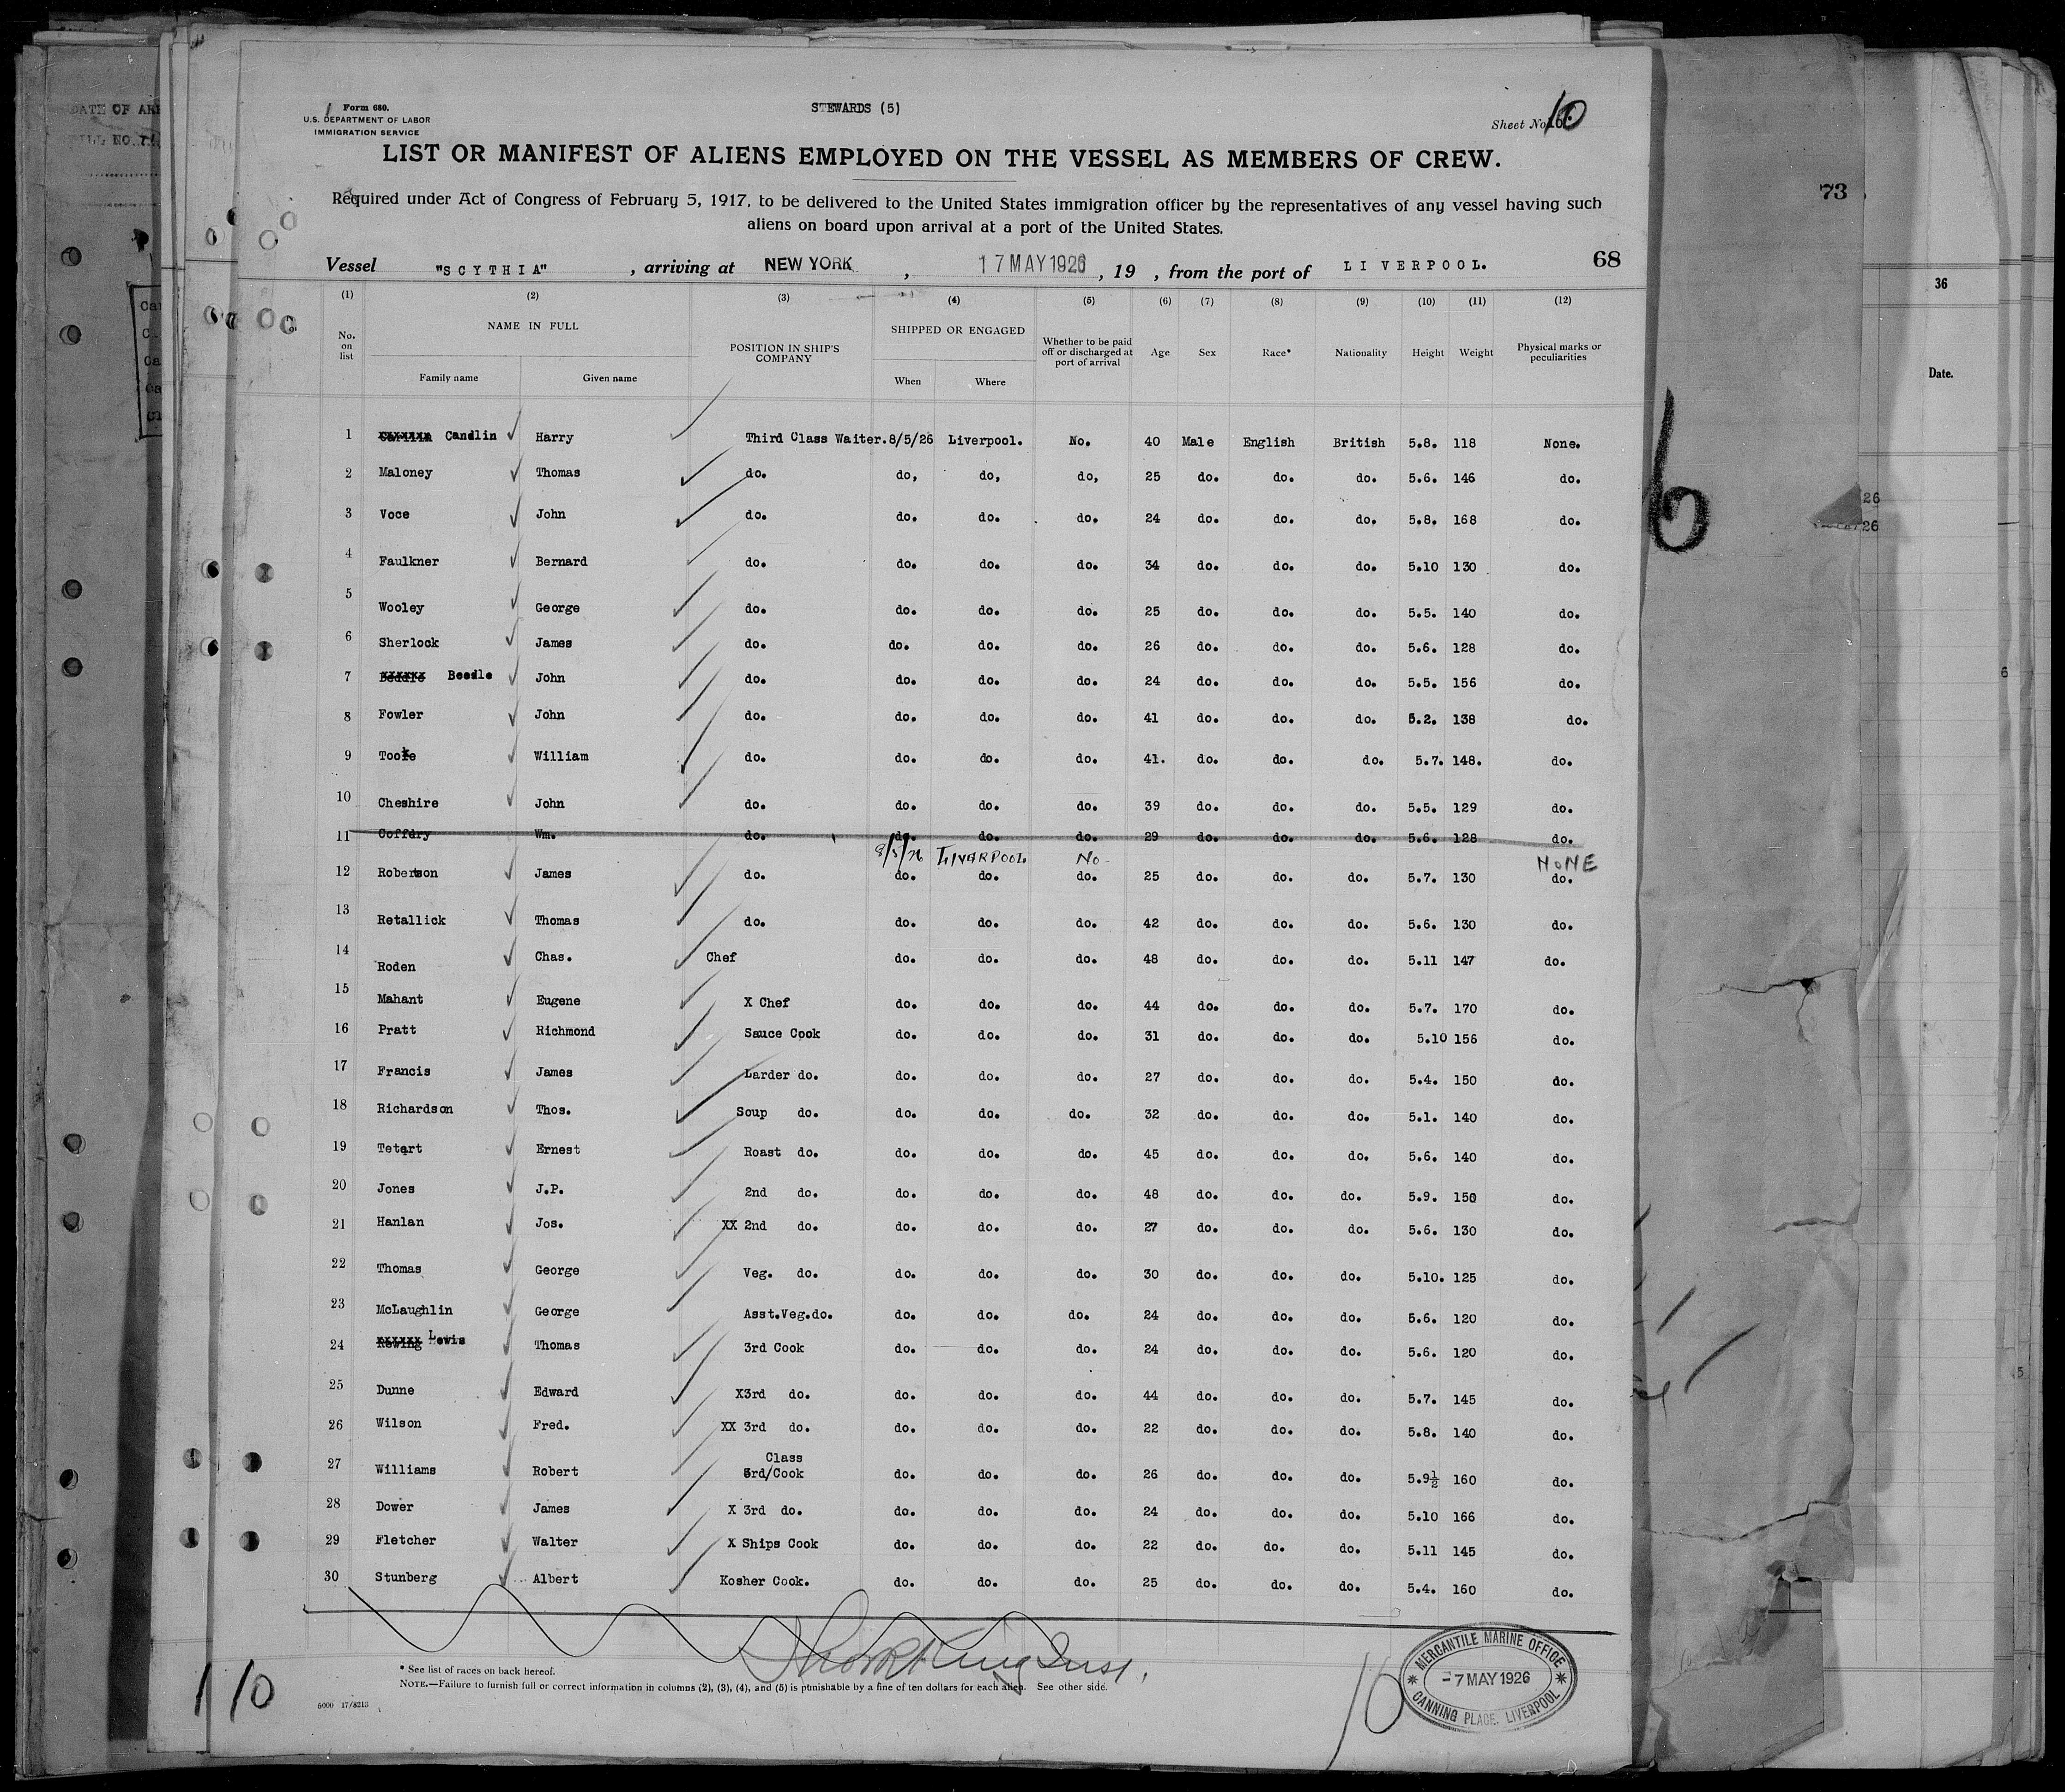 Form 680.
U.S. DEPARTMENT OF LABOR
IMMIGRATION SERVICE
STEWARDS (5)
Sheet No. 10
LIST OR MANIFEST OF ALIENS EMPLOYED ON THE VESSEL AS MEMBERS OF CREW.
Required under Act of Congress of February 5, 1917, to be delivered to the United States immigration officer by the representatives of any vessel having such
aliens on board upon arrival at a port of the United States.
Vessel "SCYTHIA", arriving at NEW YORK, 17 MAY 1926, 19 , from the port of LIVERPOOL. 68
(1) (2) (3) (4) (5) (6) (7) (8) (9) (10) (11) (12)
No. on list NAME IN FULL Family name Given name POSITION IN SHIP'S COMPANY SHIPPED OR ENGAGED When Where Whether to be paid off or discharged at port of arrival Age Sex Race* Nationality Height Weight Physical marks or peculiarities
1 Candlin Harry Third Class Waiter. 8/5/26 Liverpool. No. 40 Male English British 5.8. 118 None.
2 Maloney Thomas do. do, do, do, 25 do. do. do. 5.6. 146 do.
3 Voce John do. do. do. do. 24 do. do. do. 5.8. 168 do.
4 Faulkner Bernard do. do. do. do. 34 do. do. do. 5.10 130 do.
5 Wooley George do. do. do. do. 25 do. do. do. 5.5. 140 do.
6 Sherlock James do. do. do. do. 26 do. do. do. 5.6. 128 do.
7 Beedle John do. do. do. do. 24 do. do. do. 5.5. 156 do.
8 Fowler John do. do. do. do. 41 do. do. do. 5.2. 138 do.
9 William do. do. do. do. 41. do. do. do. 5.7. 148. do.
10 Cheshire John do. do. do. do. 39 do. do. do. 5.5. 129 do.
11 Wm. do. do. do. do. 29 do. do. do. 5.6. 128 do.
8/5/26 LIVERPOOL No NONE
12 Robertson James do. do. do. do. 25 do. do. do. 5.7. 130 do.
13 Retallick Thomas do. do. do. do. 42 do. do. do. 5.6. 130 do.
14 Roden Chas. Chef do. do. do. 48 do. do. do. 5.11 147 do.
15 Mahant Eugene X Chef do. do. do. 44 do. do. do. 5.7. 170 do.
16 Pratt Richmond Sauce Cook do. do. do. 31 do. do. do. 5.10 156 do.
17 Francis James Larder do. do. do. do. 27 do. do. do. 5.4. 150 do.
18 Richardson Thos. Soup do. do. do. do. 32 do. do. do. 5.1. 140 do.
19 Tetart Ernest Roast do. do. do. do. 45 do. do. do. 5.6. 140 do.
20 Jones J.P. 2nd do. do. do. do. 48 do. do. do. 5.9. 150 do.
21 Hanlan Jos. XX 2nd do. do. do. do. 27 do. do. do. 5.6. 130 do.
22 Thomas George Veg. do. do. do. do. 30 do. do. do. 5.10. 125 do.
23 McLaughlin George Asst.Veg.do. do. do. do. 24 do. do. do. 5.6. 120 do.
24 Lewis Thomas 3rd Cook do. do. do. 24 do. do. do. 5.6. 120 do.
25 Dunne Edward X3rd do. do. do. do. 44 do. do. do. 5.7. 145 do.
26 Wilson Fred. XX 3rd do. do. do. do. 22 do. do. do. 5.8. 140 do.
27 Williams Robert 3rd/Class Cook do. do. do. 26 do. do. do. 5.9½ 160 do.
28 Dower James X 3rd do. do. do. do. 24 do. do. do. 5.10 166 do.
29 Fletcher Walter X Ships Cook do. do. do. 22 do. do. do. 5.11 145 do.
30 Stunberg Albert Kosher Cook. do. do. do. 25 do. do. do. 5.4. 160 do.
* See list of races on back hereof.
NOTE.—Failure to furnish full or correct information in columns (2), (3), (4), and (5) is punishable by a fine of ten dollars for each alien. See other side.
5000 17/8213
MERCANTILE MARINE OFFICE
-7 MAY 1926
CANNING PLACE, LIVERPOOL
10
1 10
73
6
36
Date.
26
26
6
5